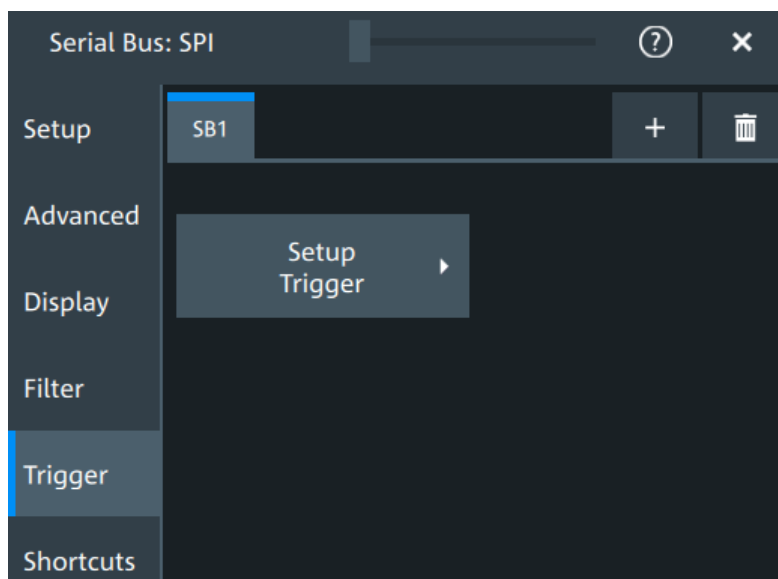 Serial Bus: SPI
?
Setup
SB1
+
Advanced
Setup
Trigger
Display
Filter
Trigger
Shortcuts